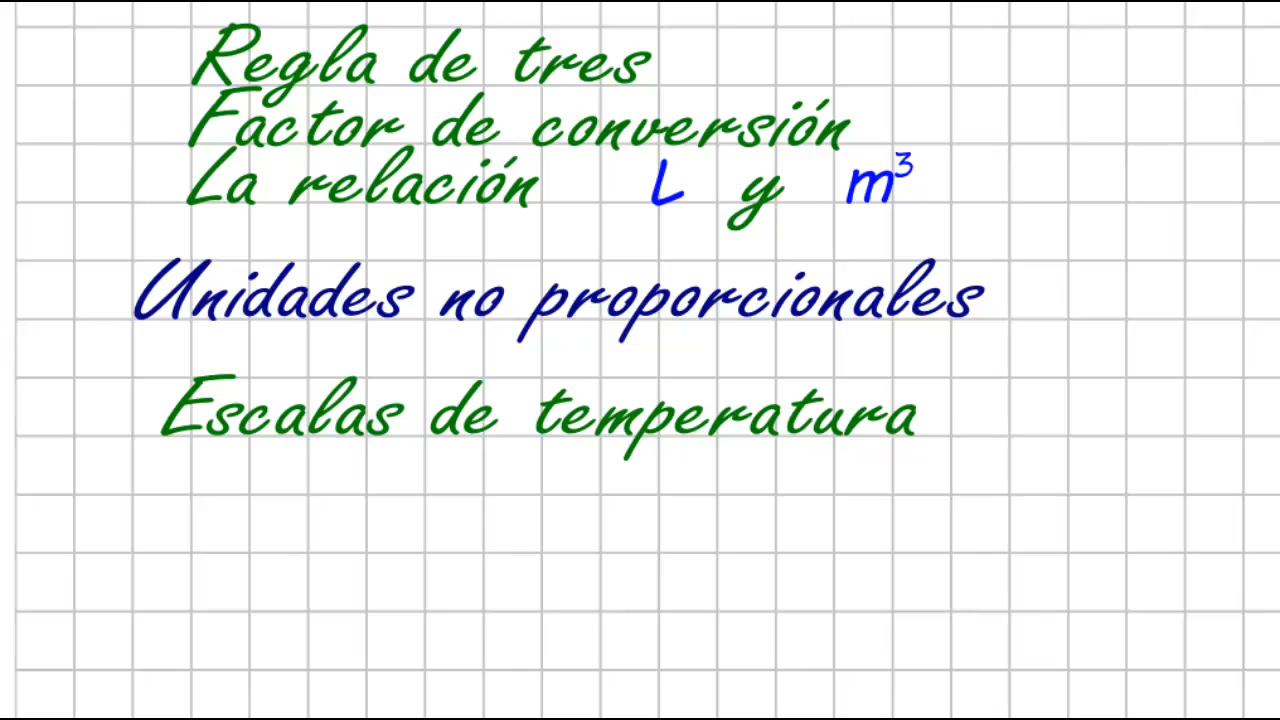 Regla de tres
Factor de conversión
La relación L y m³
Unidades no proporcionales
Escalas de temperatura